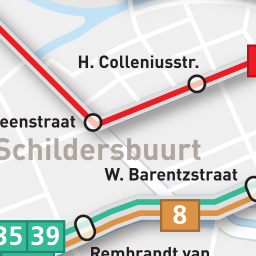 H. Colleniusstr.
eenstraat
Schildersbuurt
W. Barentzstraat
8
35 39
Rembrandt van